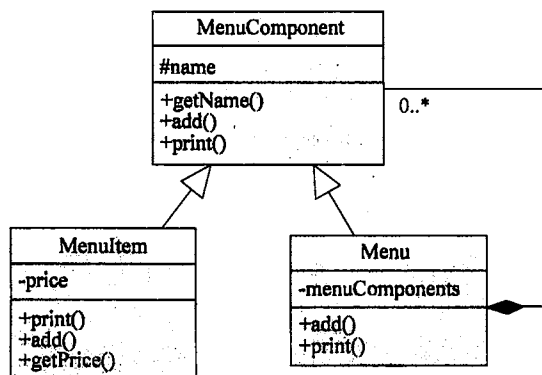 MenuComponent
#name
+getName()
+add()
+print()
0..*
MenuItem
-price
+print()
+add()
+getPrice()
Menu
-menuComponents
+add()
+print()